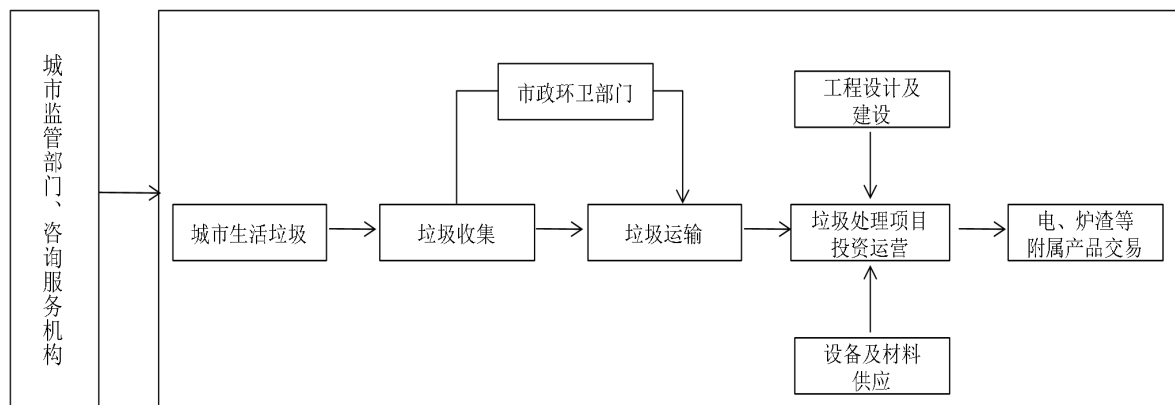 城市监管部门、咨询服务机构
市政环卫部门
工程设计及
建设
城市生活垃圾
垃圾收集
垃圾运输
垃圾处理项目
投资运营
电、炉渣等
附属产品交易
设备及材料
供应